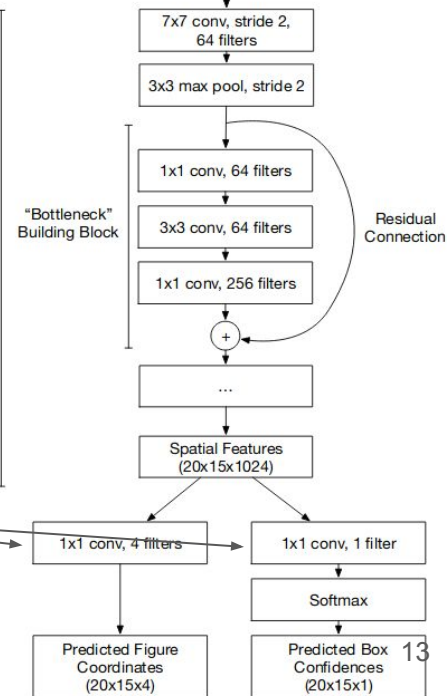 7x7 conv, stride 2,
64 filters
3x3 max pool, stride 2
1x1 conv, 64 filters
"Bottleneck"
Building Block
3x3 conv, 64 filters
Residual
Connection
1x1 conv, 256 filters
+
...
Spatial Features
(20x15x1024)
1x1 conv, 4 filters
1x1 conv, 1 filter
Softmax
Predicted Figure
Coordinates
(20x15x4)
Predicted Box
Confidences
(20x15x1)
13